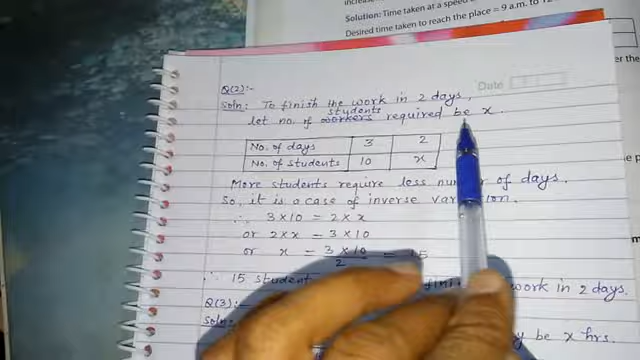 Solution: Time taken at a speed
Desired time taken to reach the place = 9 a.m. to 1
Date
Q(2):-
Soln: To finish the work in 2 days,
students
let no. of workers required be x.
No. of days 3 2
No. of students 10 x
More students require less number of days.
So, it is a case of inverse variation.
∴ 3 × 10 = 2 × x
or 2 × x = 3 × 10
or x = 3 × 10 / 2 = 15
∴ 15 student work in 2 days.
Q(3):-
Soln: be x hrs.